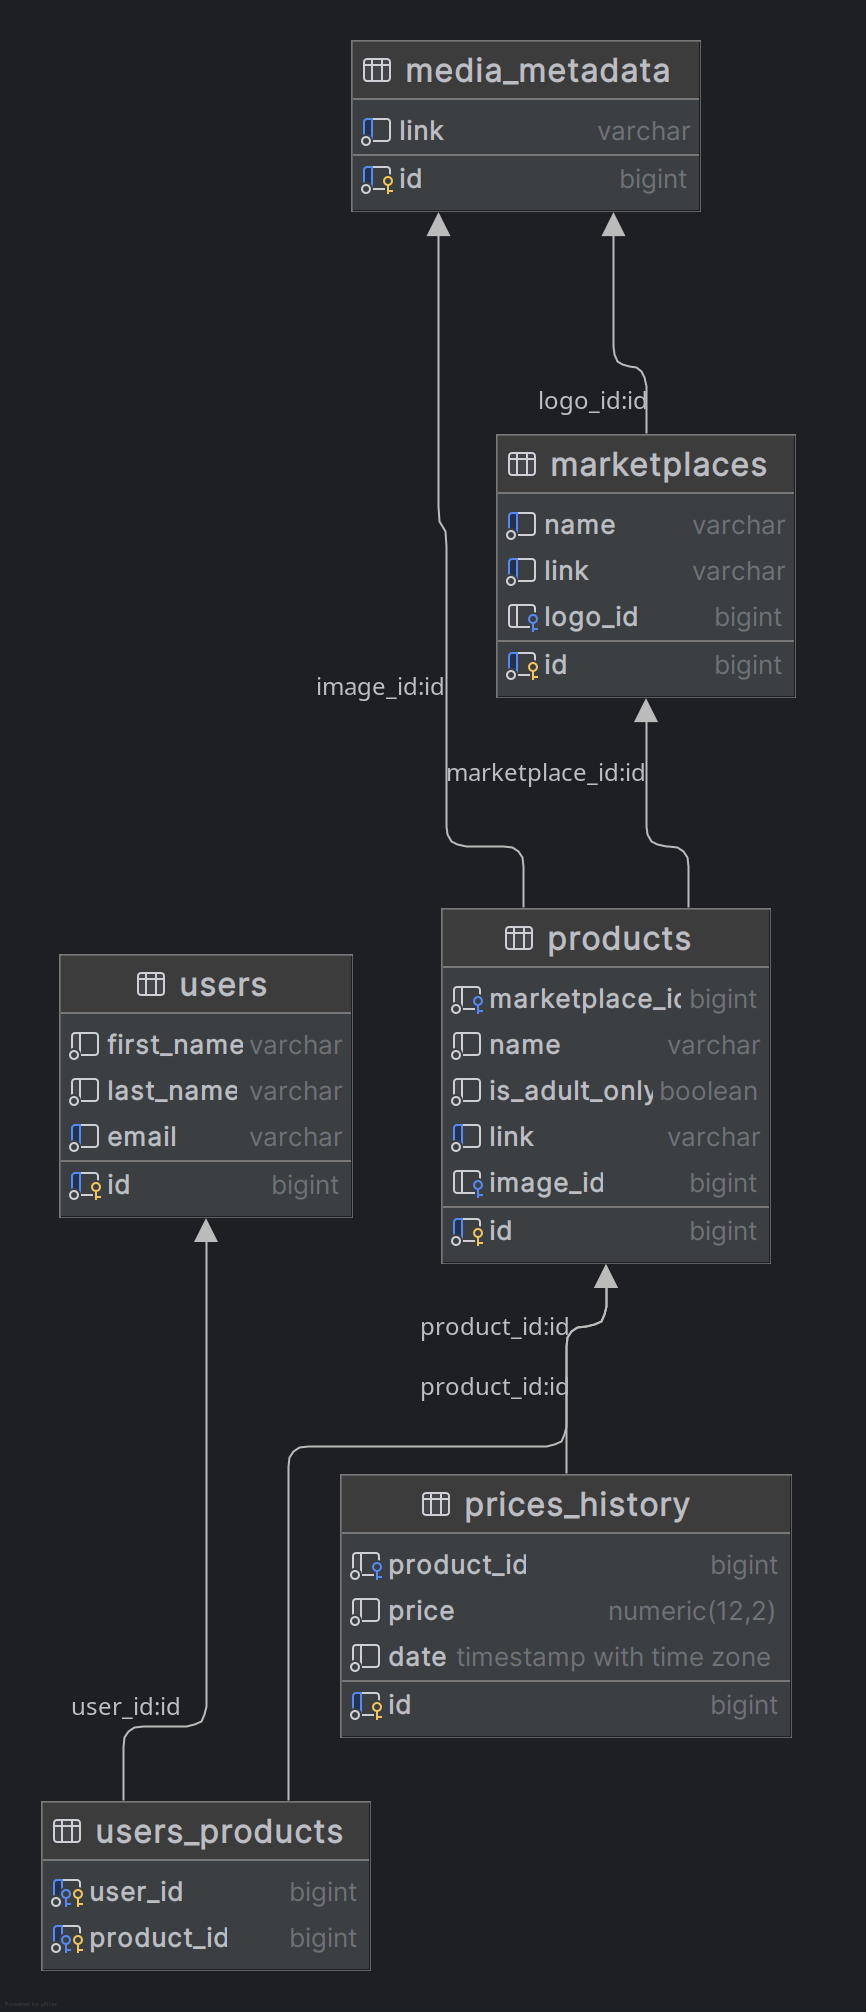 media_metadata
link varchar
id bigint
logo_id:id
marketplaces
name varchar
link varchar
logo_id bigint
id bigint
image_id:id
marketplace_id:id
products
marketplace_ic bigint
name varchar
is_adult_only boolean
link varchar
image_id bigint
id bigint
users
first_name varchar
last_name varchar
email varchar
id bigint
product_id:id
product_id:id
prices_history
product_id bigint
price numeric(12,2)
date timestamp with time zone
id bigint
user_id:id
users_products
user_id bigint
product_id bigint